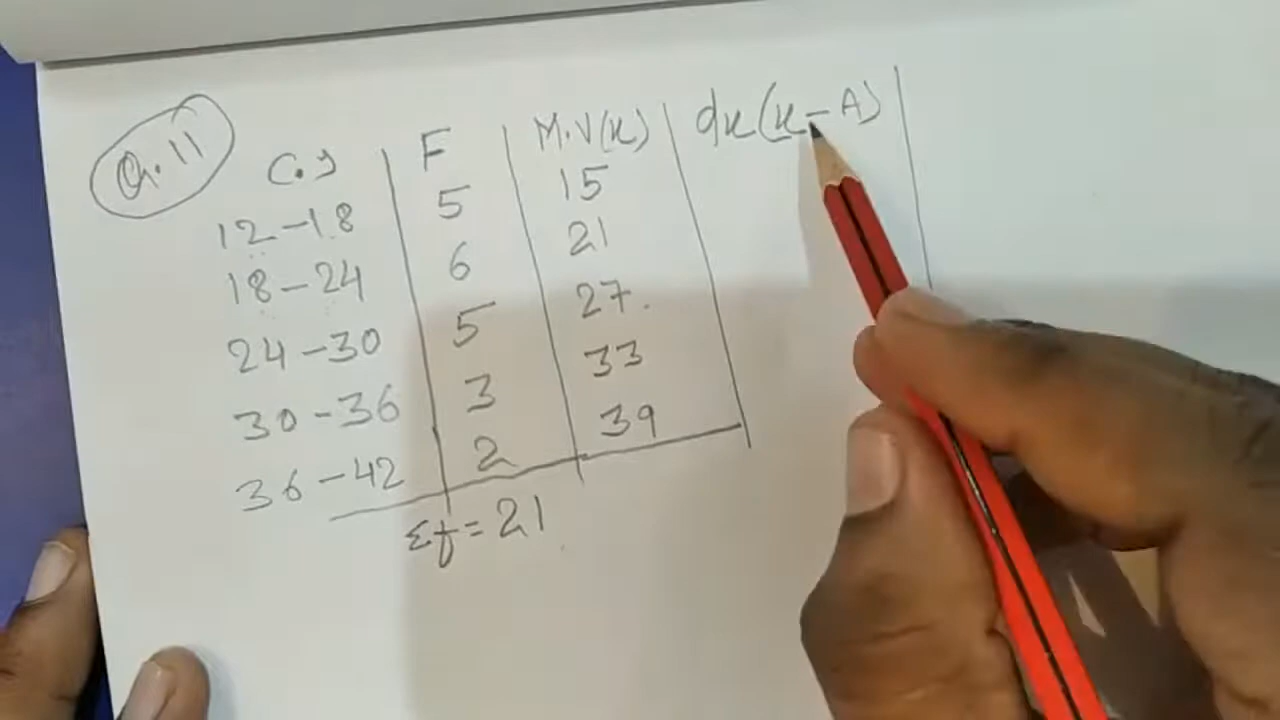 Q.11
C.I F M.V(x) dx(x-A)
12-18 5 15
18-24 6 21
24-30 5 27.
30-36 3 33
36-42 2 39
Σf=21